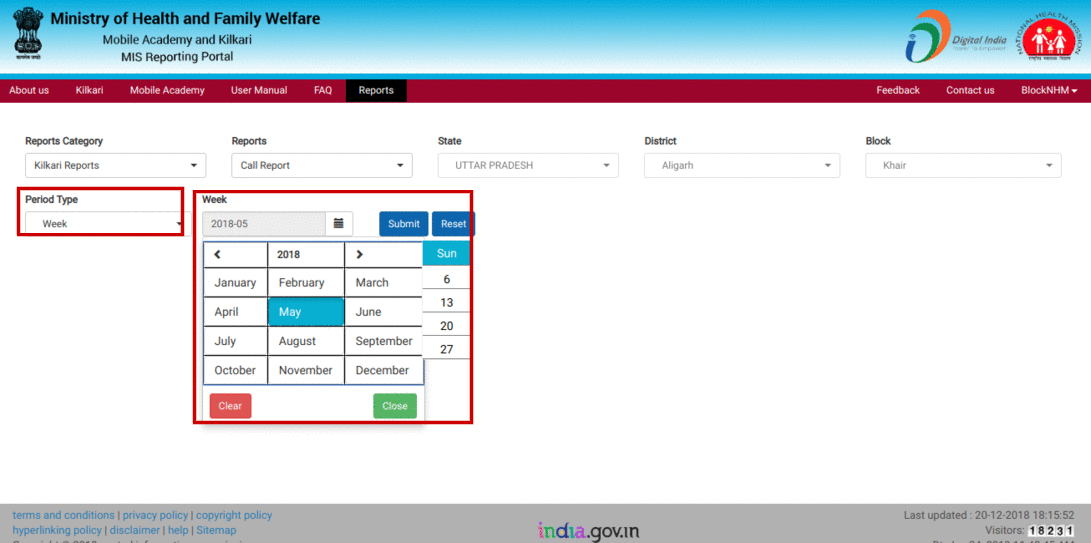 Ministry of Health and Family Welfare
Mobile Academy and Kilkari
MIS Reporting Portal
Digital India
Power To Empower
NATIONAL HEALTH MISSION
About us Kilkari Mobile Academy User Manual FAQ Reports Feedback Contact us BlockNHM
Reports Category Reports State District Block
Kilkari Reports Call Report UTTAR PRADESH Aligarh Khair
Period Type Week
Week 2018-05 Submit Reset
2018 Sun
January February March 6
April May June 13
July August September 20
October November December 27
Clear Close
terms and conditions | privacy policy | copyright policy
hyperlinking policy | disclaimer | help | Sitemap
india.gov.in
Last updated : 20-12-2018 18:15:52
Visitors: 18231